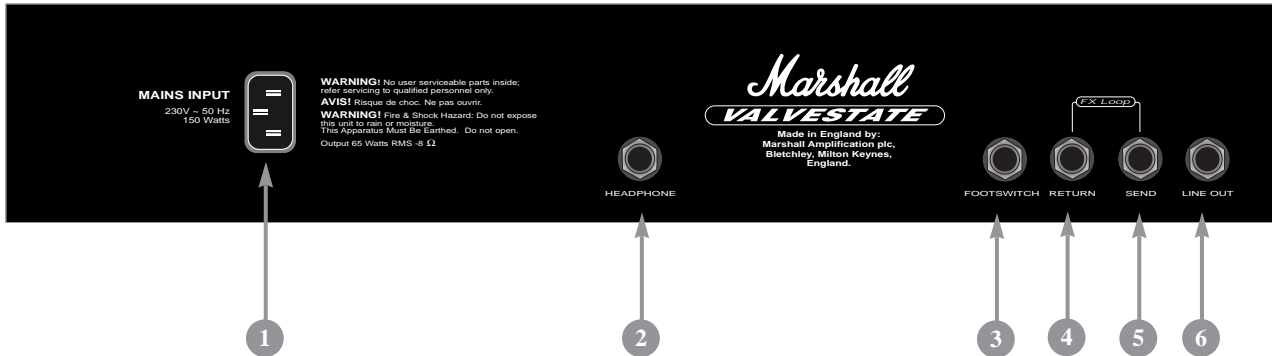 MAINS INPUT
230V ~ 50 Hz
150 Watts
WARNING! No user serviceable parts inside;
refer servicing to qualified personnel only.
AVIS! Risque de choc. Ne pas ouvrir.
WARNING! Fire & Shock Hazard: Do not expose
this unit to rain or moisture.
This Apparatus Must Be Earthed. Do not open.
Output 65 Watts RMS -8 Ω
HEADPHONE
Marshall
VALVESTATE
Made in England by:
Marshall Amplification plc,
Bletchley, Milton Keynes,
England.
FX Loop
FOOTSWITCH
RETURN
SEND
LINE OUT
1
2
3
4
5
6